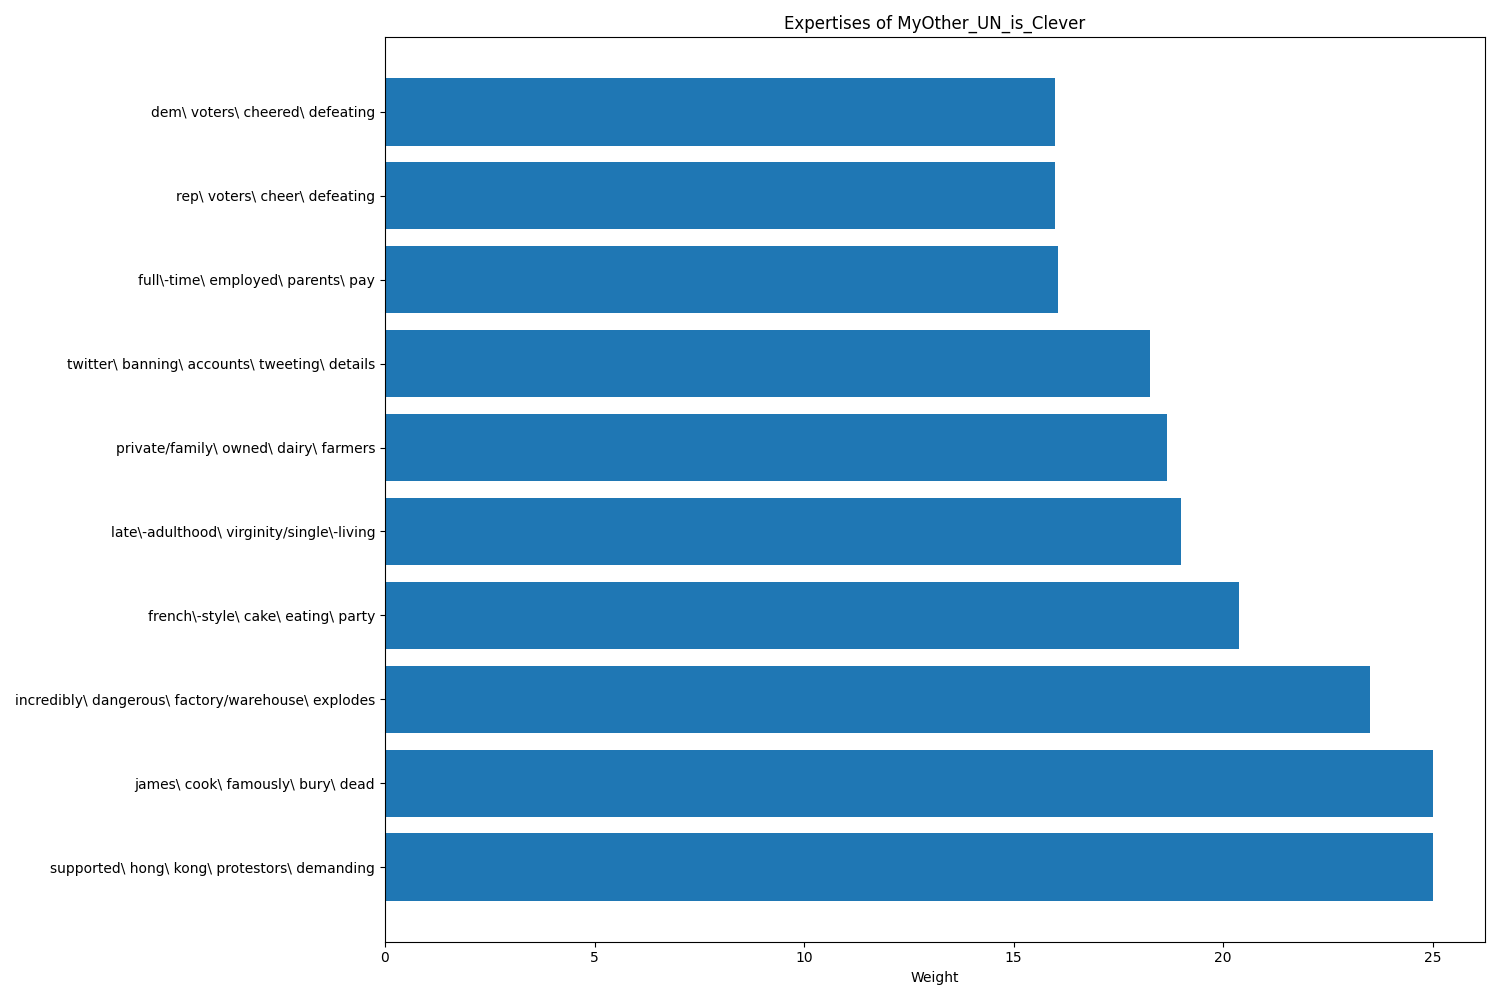 Expertises of MyOther_UN_is_Clever
dem\ voters\ cheered\ defeating
rep\ voters\ cheer\ defeating
full\-time\ employed\ parents\ pay
twitter\ banning\ accounts\ tweeting\ details
private/family\ owned\ dairy\ farmers
late\-adulthood\ virginity/single\-living
french\-style\ cake\ eating\ party
incredibly\ dangerous\ factory/warehouse\ explodes
james\ cook\ famously\ bury\ dead
supported\ hong\ kong\ protestors\ demanding
0 5 10 15 20 25
Weight